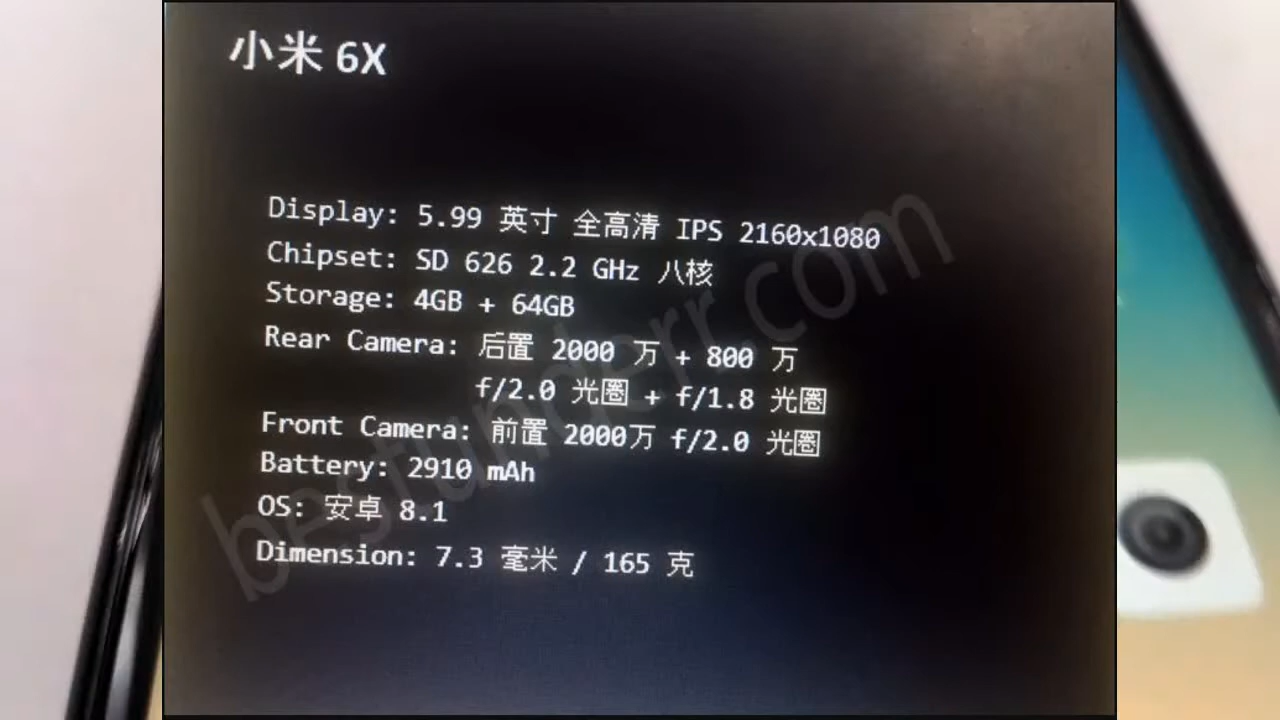 小米 6X
Display: 5.99 英寸 全高清 IPS 2160x1080
Chipset: SD 626 2.2 GHz 八核
Storage: 4GB + 64GB
Rear Camera: 后置 2000 万 + 800 万
f/2.0 光圈 + f/1.8 光圈
Front Camera: 前置 2000万 f/2.0 光圈
Battery: 2910 mAh
OS: 安卓 8.1
Dimension: 7.3 毫米 / 165 克
bestunderr.com